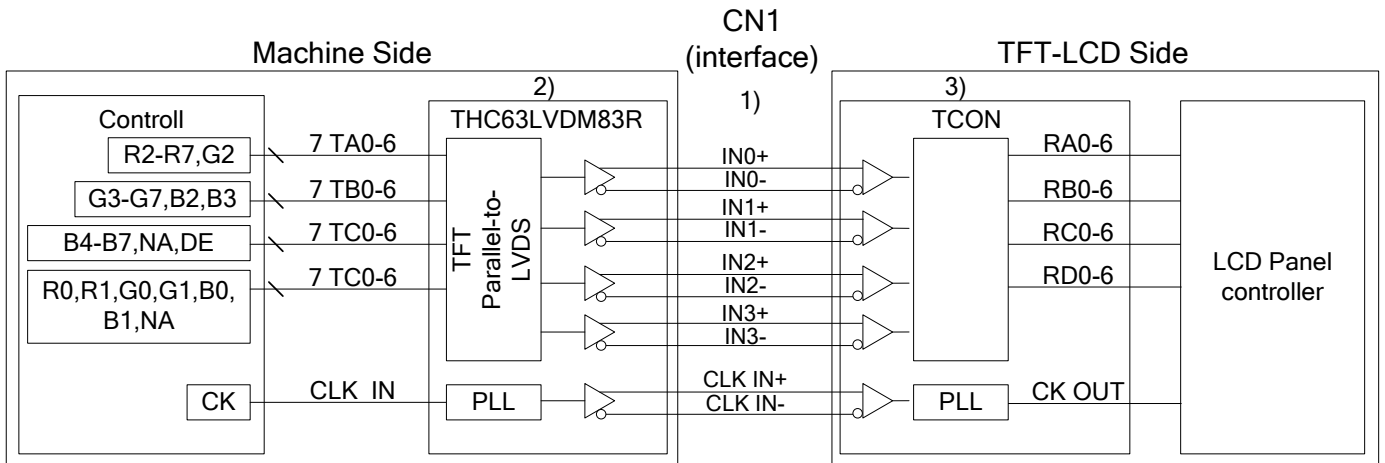 CN1
(interface)
1)
Machine Side
TFT-LCD Side
Controll
R2-R7,G2
G3-G7,B2,B3
B4-B7,NA,DE
R0,R1,G0,G1,B0,
B1,NA
CK
7 TA0-6
7 TB0-6
7 TC0-6
7 TC0-6
CLK IN
2)
THC63LVDM83R
TFT
Parallel-to-
LVDS
PLL
IN0+
IN0-
IN1+
IN1-
IN2+
IN2-
IN3+
IN3-
CLK IN+
CLK IN-
3)
TCON
PLL
RA0-6
RB0-6
RC0-6
RD0-6
CK OUT
LCD Panel
controller